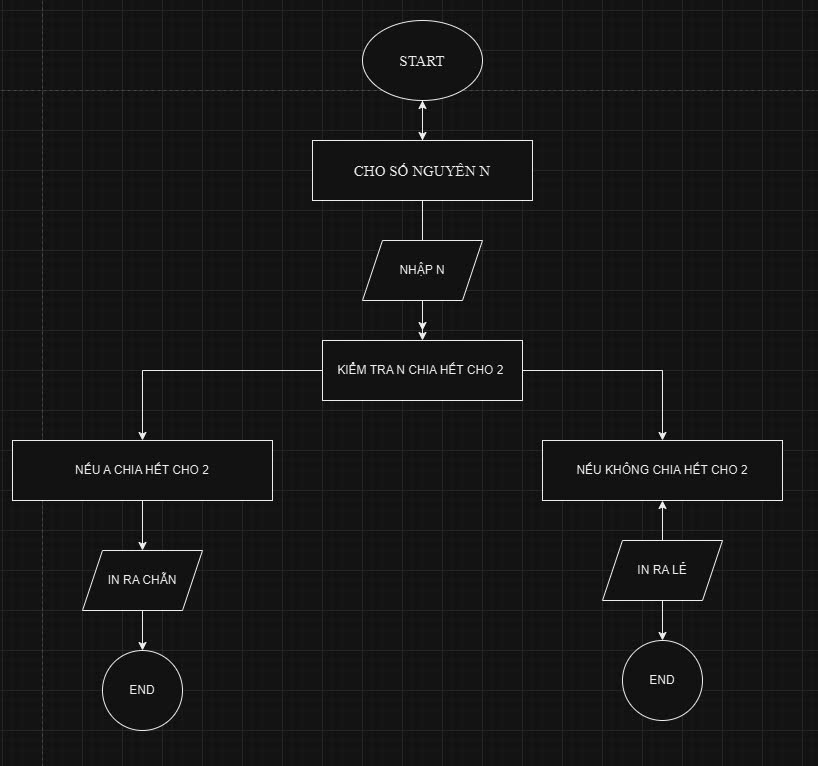 START
CHO SỐ NGUYÊN N
NHẬP N
KIỂM TRA N CHIA HẾT CHO 2
NẾU A CHIA HẾT CHO 2
NẾU KHÔNG CHIA HẾT CHO 2
IN RA CHẴN
IN RA LẺ
END
END